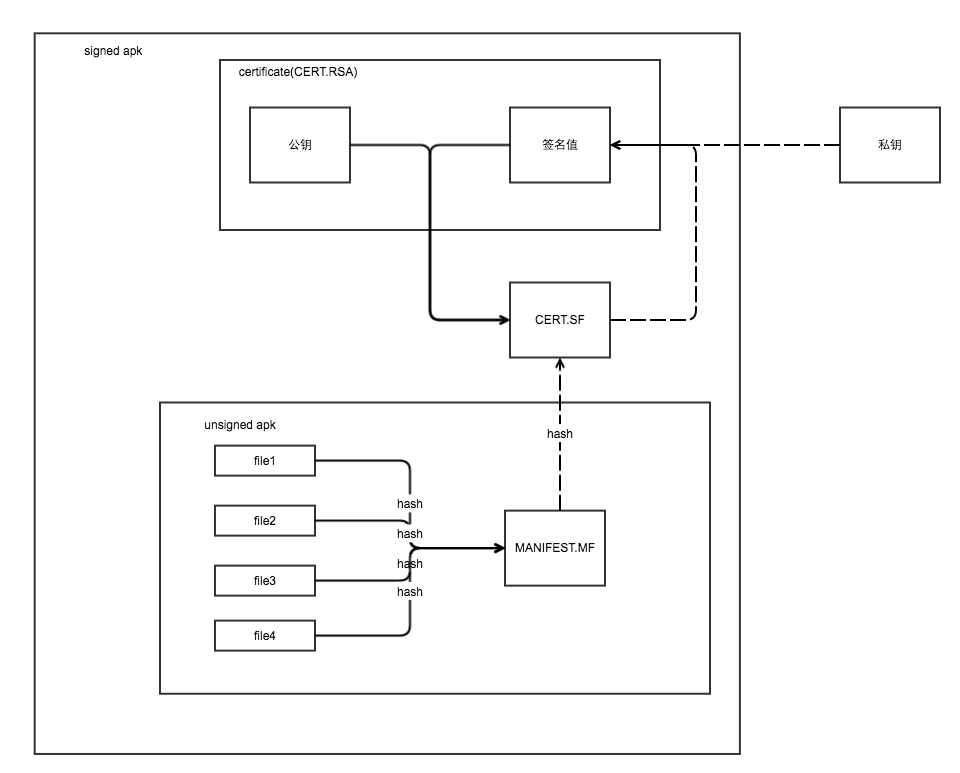 signed apk
certificate(CERT.RSA)
公钥
签名值
私钥
CERT.SF
hash
unsigned apk
file1
hash
file2
hash
MANIFEST.MF
hash
file3
hash
file4